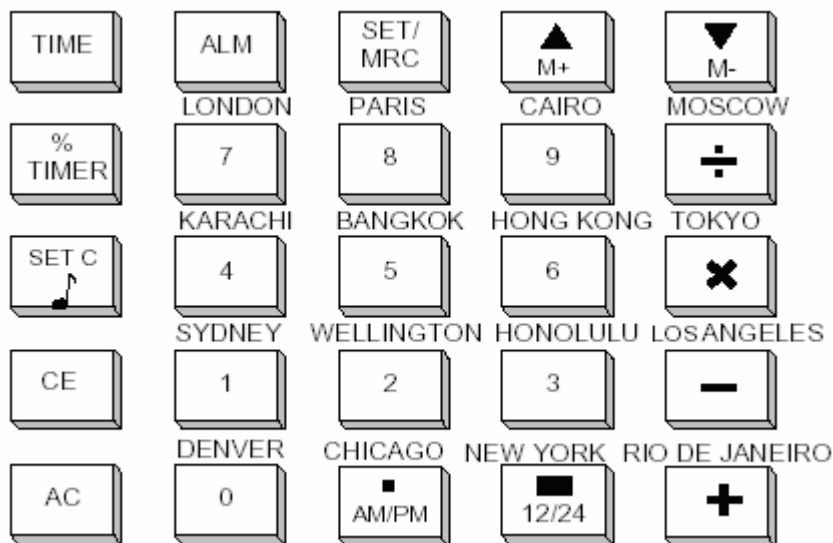 TIME ALM SET/ MRC ▲ M+ ▼ M-
LONDON PARIS CAIRO MOSCOW
% TIMER 7 8 9 ÷
KARACHI BANGKOK HONG KONG TOKYO
SET C ♪ 4 5 6 ×
SYDNEY WELLINGTON HONOLULU LOS ANGELES
CE 1 2 3 −
DENVER CHICAGO NEW YORK RIO DE JANEIRO
AC 0 ▪ AM/PM ▬ 12/24 +